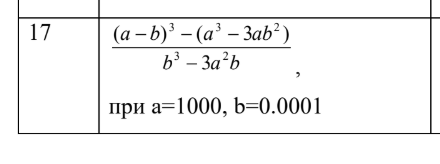 17
(a − b)³ − (a³ − 3ab²)
b³ − 3a²b ,
при a=1000, b=0.0001